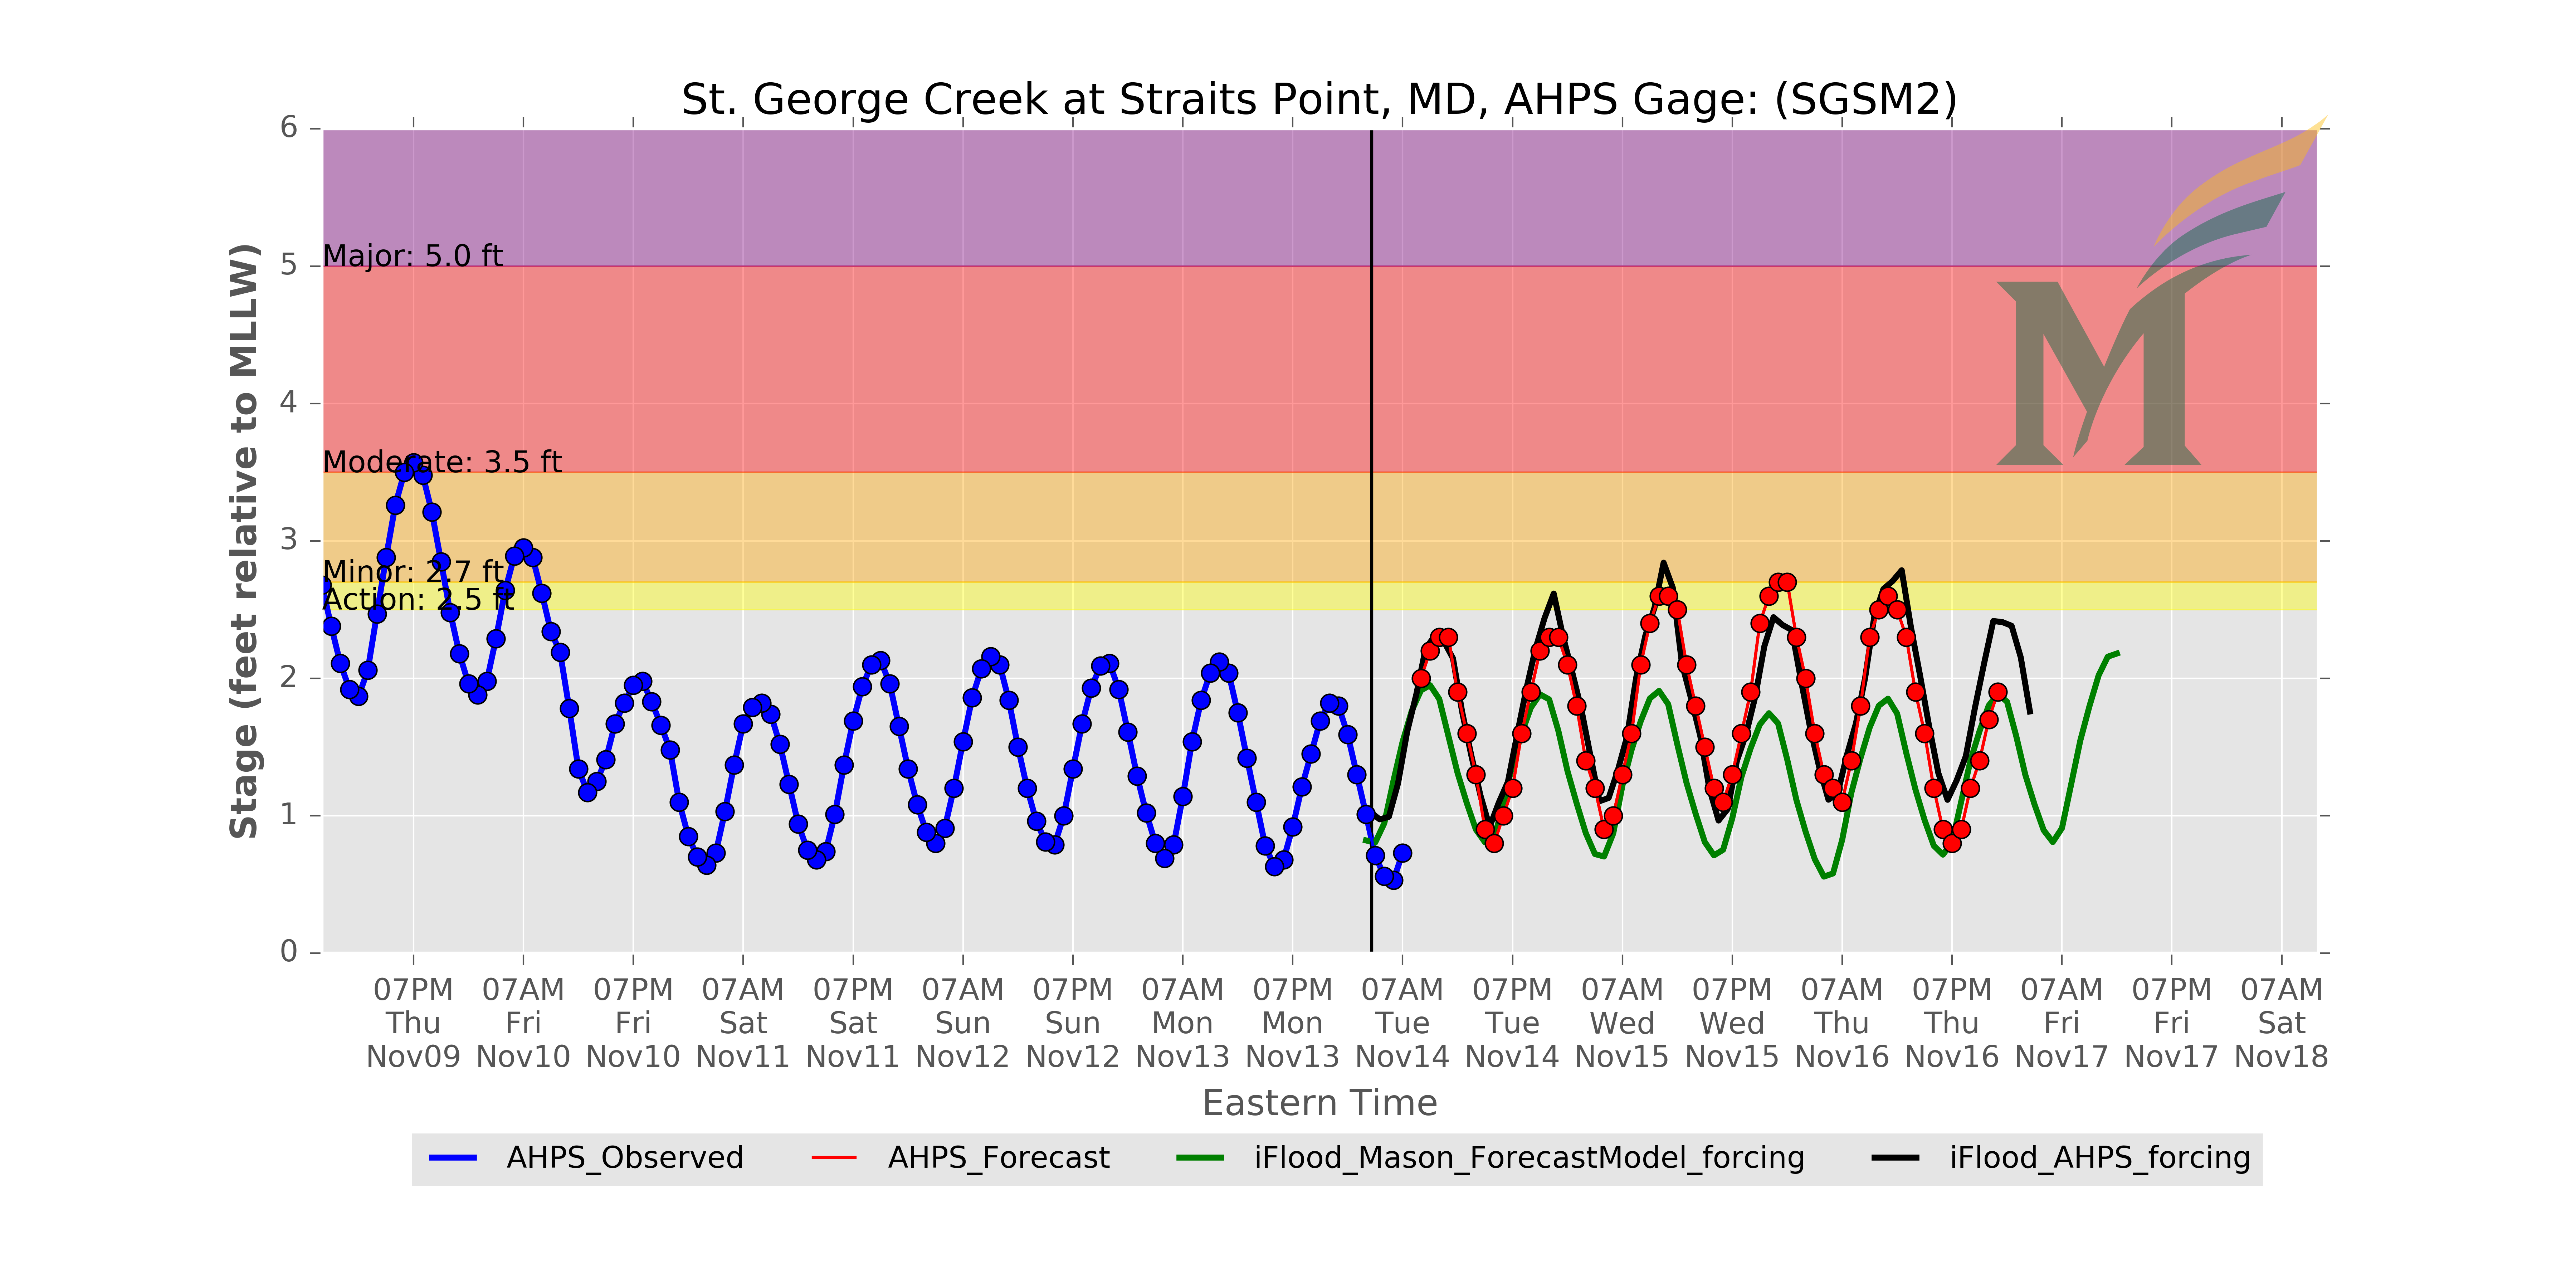 St. George Creek at Straits Point, MD, AHPS Gage: (SGSM2)
Stage (feet relative to MLLW)
6
5
4
3
2
1
0
Major: 5.0 ft
Moderate: 3.5 ft
Minor: 2.7 ft
Action: 2.5 ft
07PM 07AM 07PM 07AM 07PM 07AM 07PM 07AM 07PM 07AM 07PM 07AM 07PM 07AM 07PM 07AM 07PM 07AM
Thu Fri Fri Sat Sat Sun Sun Mon Mon Tue Tue Wed Wed Thu Thu Fri Fri Sat
Nov09 Nov10 Nov10 Nov11 Nov11 Nov12 Nov12 Nov13 Nov13 Nov14 Nov14 Nov15 Nov15 Nov16 Nov16 Nov17 Nov17 Nov18
Eastern Time
AHPS_Observed AHPS_Forecast iFlood_Mason_ForecastModel_forcing iFlood_AHPS_forcing